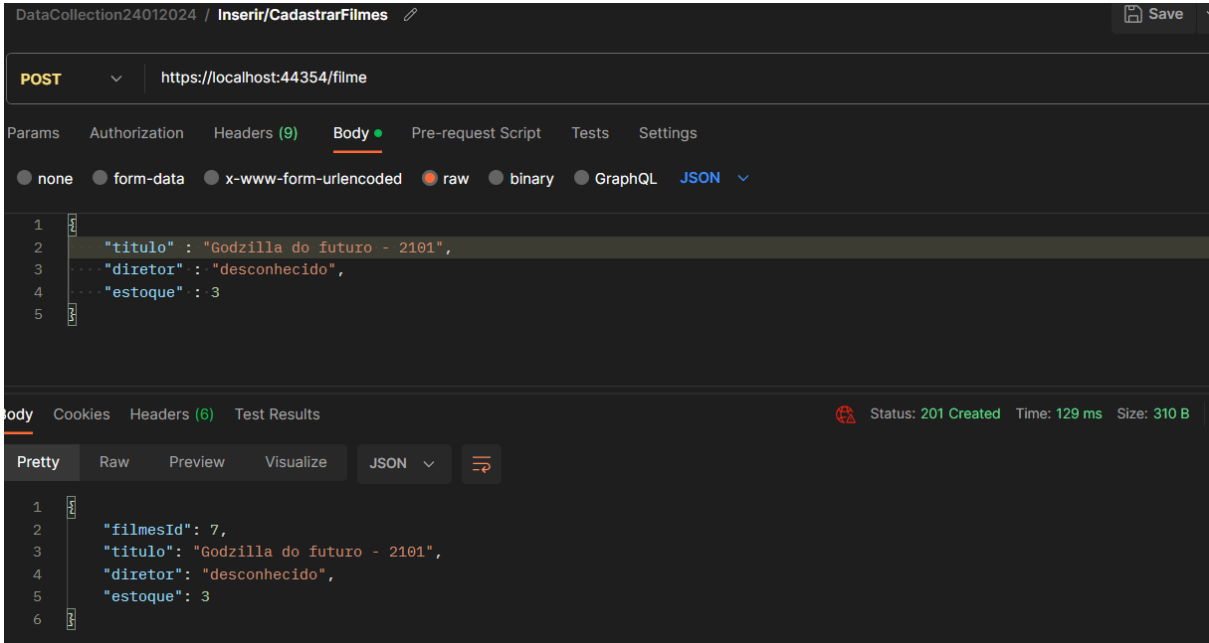 DataCollection24012024 / Inserir/CadastrarFilmes
Save
POST https://localhost:44354/filme
Params Authorization Headers (9) Body Pre-request Script Tests Settings
none form-data x-www-form-urlencoded raw binary GraphQL JSON
1 {
2 "titulo" : "Godzilla do futuro - 2101",
3 "diretor" : "desconhecido",
4 "estoque" : 3
5 }
Body Cookies Headers (6) Test Results Status: 201 Created Time: 129 ms Size: 310 B
Pretty Raw Preview Visualize JSON
1 {
2 "filmesId": 7,
3 "titulo": "Godzilla do futuro - 2101",
4 "diretor": "desconhecido",
5 "estoque": 3
6 }